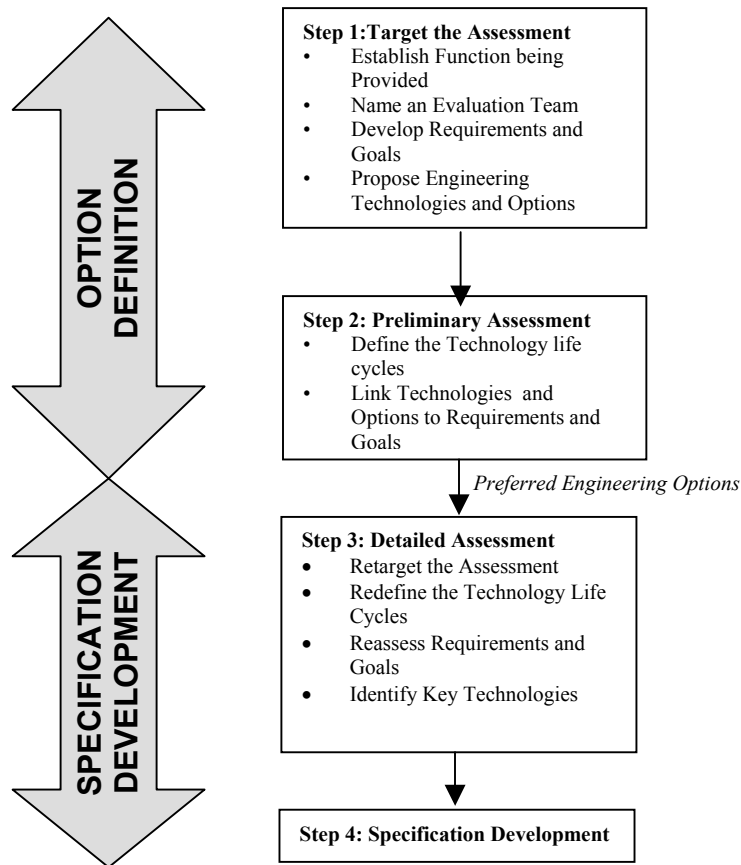 OPTION
DEFINITION
Step 1:Target the Assessment
• Establish Function being
Provided
• Name an Evaluation Team
• Develop Requirements and
Goals
• Propose Engineering
Technologies and Options
Step 2: Preliminary Assessment
• Define the Technology life
cycles
• Link Technologies and
Options to Requirements and
Goals
Preferred Engineering Options
SPECIFICATION
DEVELOPMENT
Step 3: Detailed Assessment
• Retarget the Assessment
• Redefine the Technology Life
Cycles
• Reassess Requirements and
Goals
• Identify Key Technologies
Step 4: Specification Development